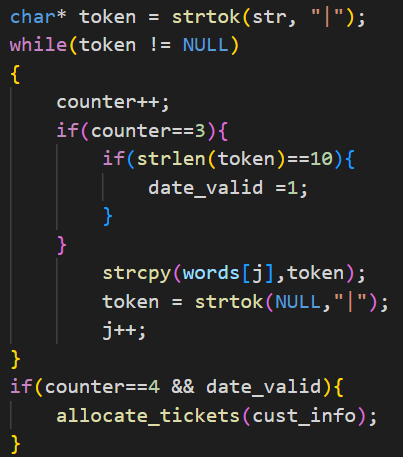 char* token = strtok(str, "|");
while(token != NULL)
{
    counter++;
    if(counter==3){
        if(strlen(token)==10){
            date_valid =1;
        }
    }
        strcpy(words[j],token);
        token = strtok(NULL,"|");
        j++;
}
if(counter==4 && date_valid){
    allocate_tickets(cust_info);
}